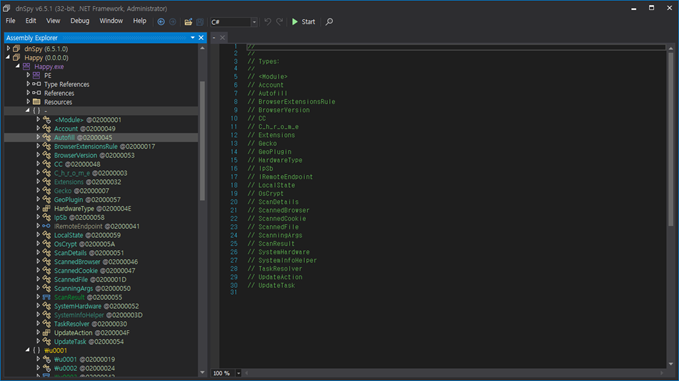 dnSpy v6.5.1 (32-bit, .NET Framework, Administrator)
File Edit View Debug Window Help C# Start
Assembly Explorer
dnSpy (6.5.1.0)
Happy (0.0.0.0)
Happy.exe
PE
Type References
References
Resources
{ } -
<Module> @02000001
Account @02000049
Autofill @02000045
BrowserExtensionsRule @02000017
BrowserVersion @02000053
CC @02000048
C_h_r_o_m_e @02000003
Extensions @02000032
Gecko @02000007
GeoPlugin @02000057
HardwareType @0200004E
IpSb @02000058
IRemoteEndpoint @02000041
LocalState @02000059
OsCrypt @0200005A
ScanDetails @02000051
ScannedBrowser @02000046
ScannedCookie @02000047
ScannedFile @0200001D
ScanningArgs @02000050
ScanResult @02000055
SystemHardware @02000052
SystemInfoHelper @0200003D
TaskResolver @02000030
UpdateAction @0200004F
UpdateTask @02000054
{ } ₩u0001
₩u0001 @02000019
₩u0002 @02000024
1 //
2 //
3 // Types:
4 //
5 // <Module>
6 // Account
7 // Autofill
8 // BrowserExtensionsRule
9 // BrowserVersion
10 // CC
11 // C_h_r_o_m_e
12 // Extensions
13 // Gecko
14 // GeoPlugin
15 // HardwareType
16 // IpSb
17 // IRemoteEndpoint
18 // LocalState
19 // OsCrypt
20 // ScanDetails
21 // ScannedBrowser
22 // ScannedCookie
23 // ScannedFile
24 // ScanningArgs
25 // ScanResult
26 // SystemHardware
27 // SystemInfoHelper
28 // TaskResolver
29 // UpdateAction
30 // UpdateTask
31
100 %